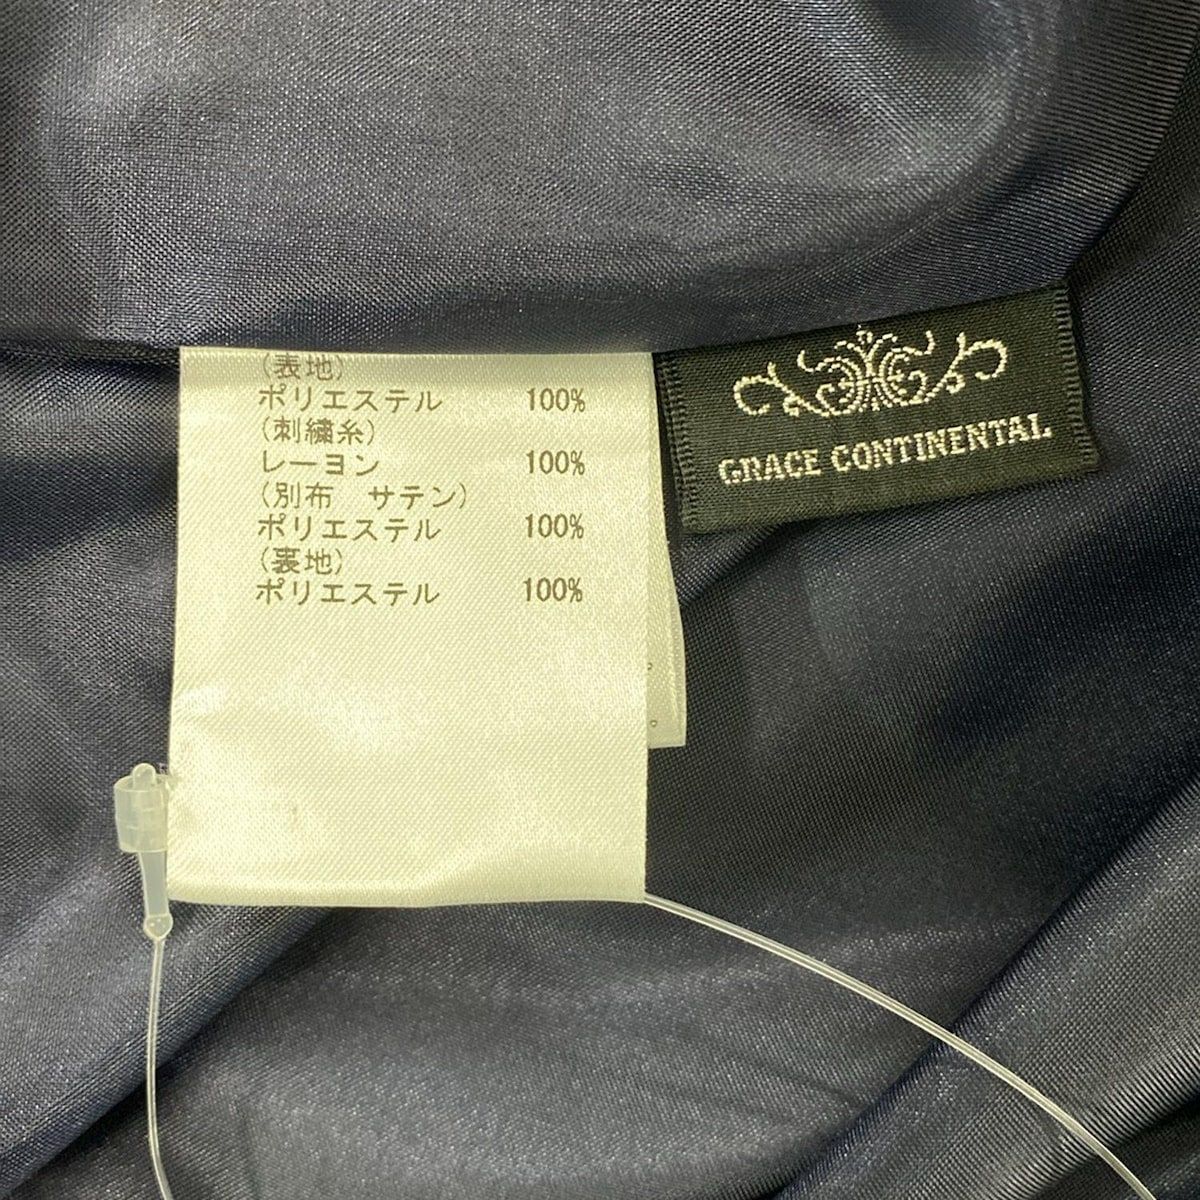 (表地)
ポリエステル 100%
(刺繍糸)
レーヨン 100%
(別布 サテン)
ポリエステル 100%
(裏地)
ポリエステル 100%
GRACE CONTINENTAL